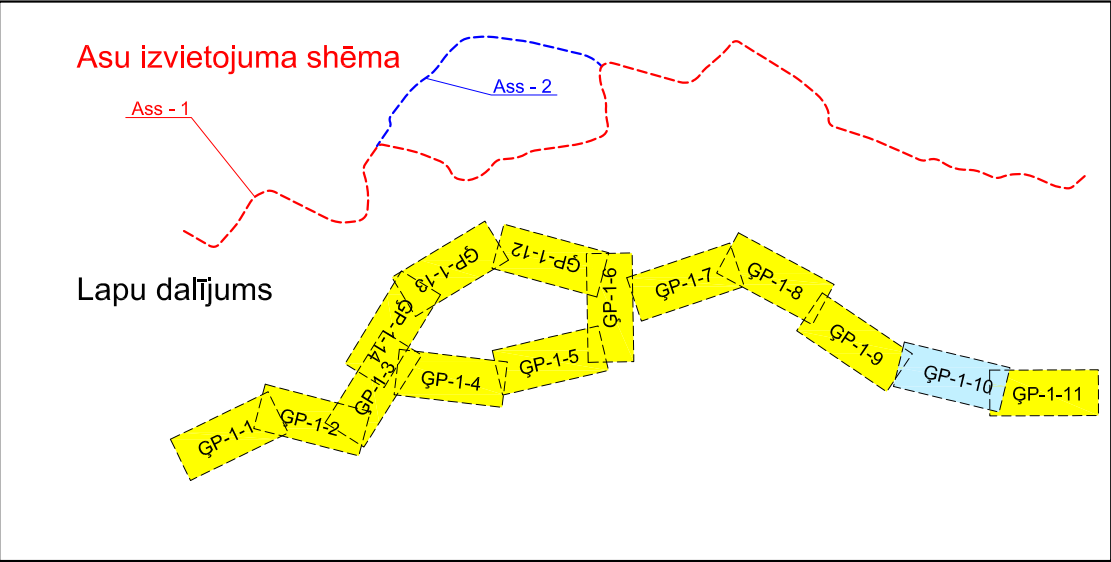 Asu izvietojuma shēma
Ass - 1
Ass - 2
Lapu dalījums
ĢP-1-1
ĢP-1-2
ĢP-1-3
ĢP-1-4
ĢP-1-5
ĢP-1-6
ĢP-1-7
ĢP-1-8
ĢP-1-9
ĢP-1-10
ĢP-1-11
ĢP-1-12
ĢP-1-13
ĢP-1-14